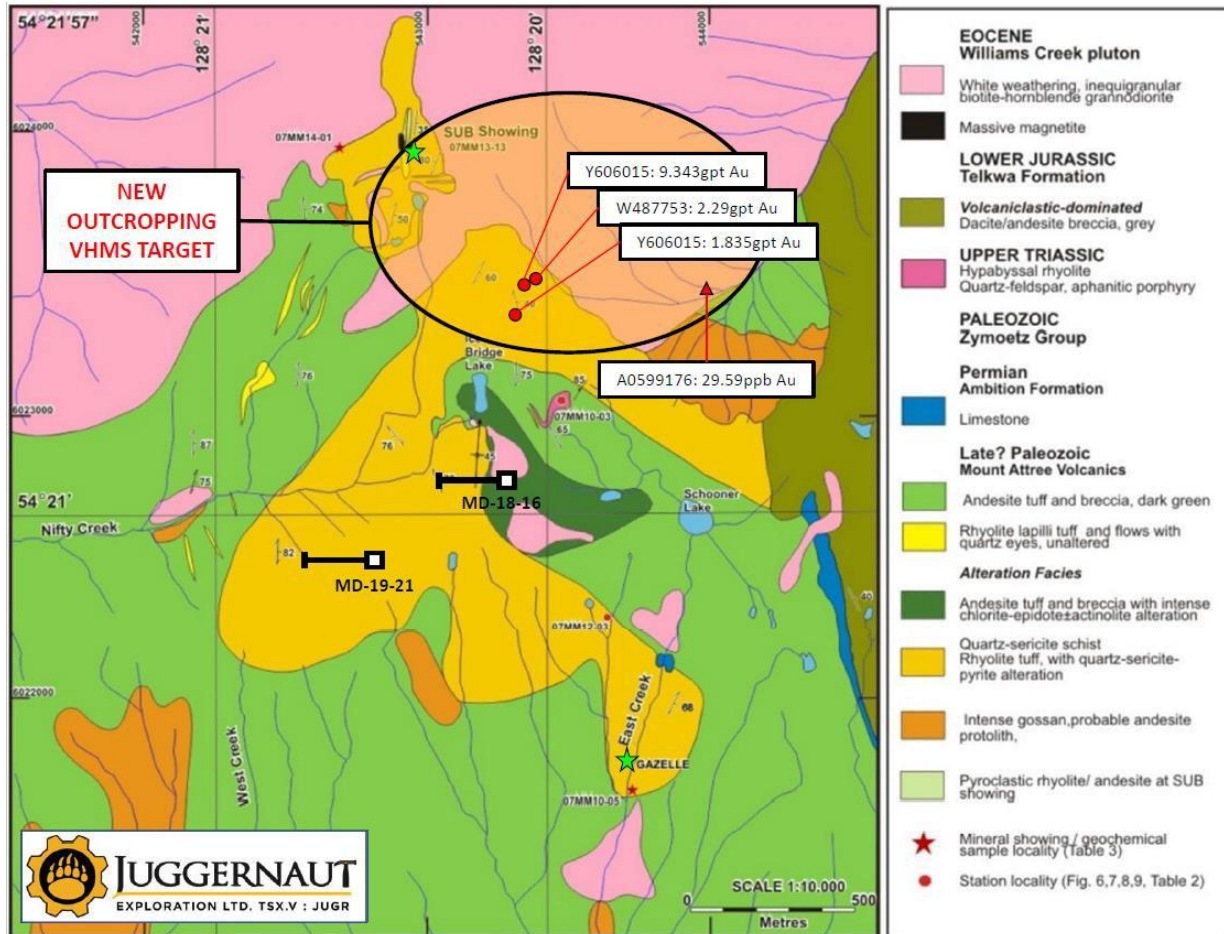 54°21'57"
542000
128° 21'
543000
128° 20'
544000
6024000
07MM14-01
31
SUB Showing
07MM13-13
80
NEW
OUTCROPPING
VHMS TARGET
74
50
Y606015: 9.343gpt Au
W487753: 2.29gpt Au
Y606015: 1.835gpt Au
60
Bridge
Lake
A0599176: 29.59ppb Au
76
75
85
6023000
07MM10-03
65
87
76
75
45
54°21'
MD-18-16
Schooner
Lake
Nifty Creek
82
MD-19-21
40
07MM12-03
6022000
East Creek
68
West Creek
GAZELLE
07MM10-05
JUGGERNAUT
EXPLORATION LTD. TSX.V : JUGR
SCALE 1:10,000
0 500
Metres
EOCENE
Williams Creek pluton
White weathering, inequigranular
biotite-hornblende grannodiorite
Massive magnetite
LOWER JURASSIC
Telkwa Formation
Volcaniclastic-dominated
Dacite/andesite breccia, grey
UPPER TRIASSIC
Hypabyssal rhyolite
Quartz-feldspar, aphanitic porphyry
PALEOZOIC
Zymoetz Group
Permian
Ambition Formation
Limestone
Late? Paleozoic
Mount Attree Volcanics
Andesite tuff and breccia, dark green
Rhyolite lapilli tuff and flows with
quartz eyes, unaltered
Alteration Facies
Andesite tuff and breccia with intense
chlorite-epidote±actinolite alteration
Quartz-sericite schist
Rhyolite tuff, with quartz-sericite-
pyrite alteration
Intense gossan,probable andesite
protolith,
Pyroclastic rhyolite/ andesite at SUB
showing
Mineral showing / geochemical
sample locality (Table 3)
Station locality (Fig. 6,7,8,9, Table 2)